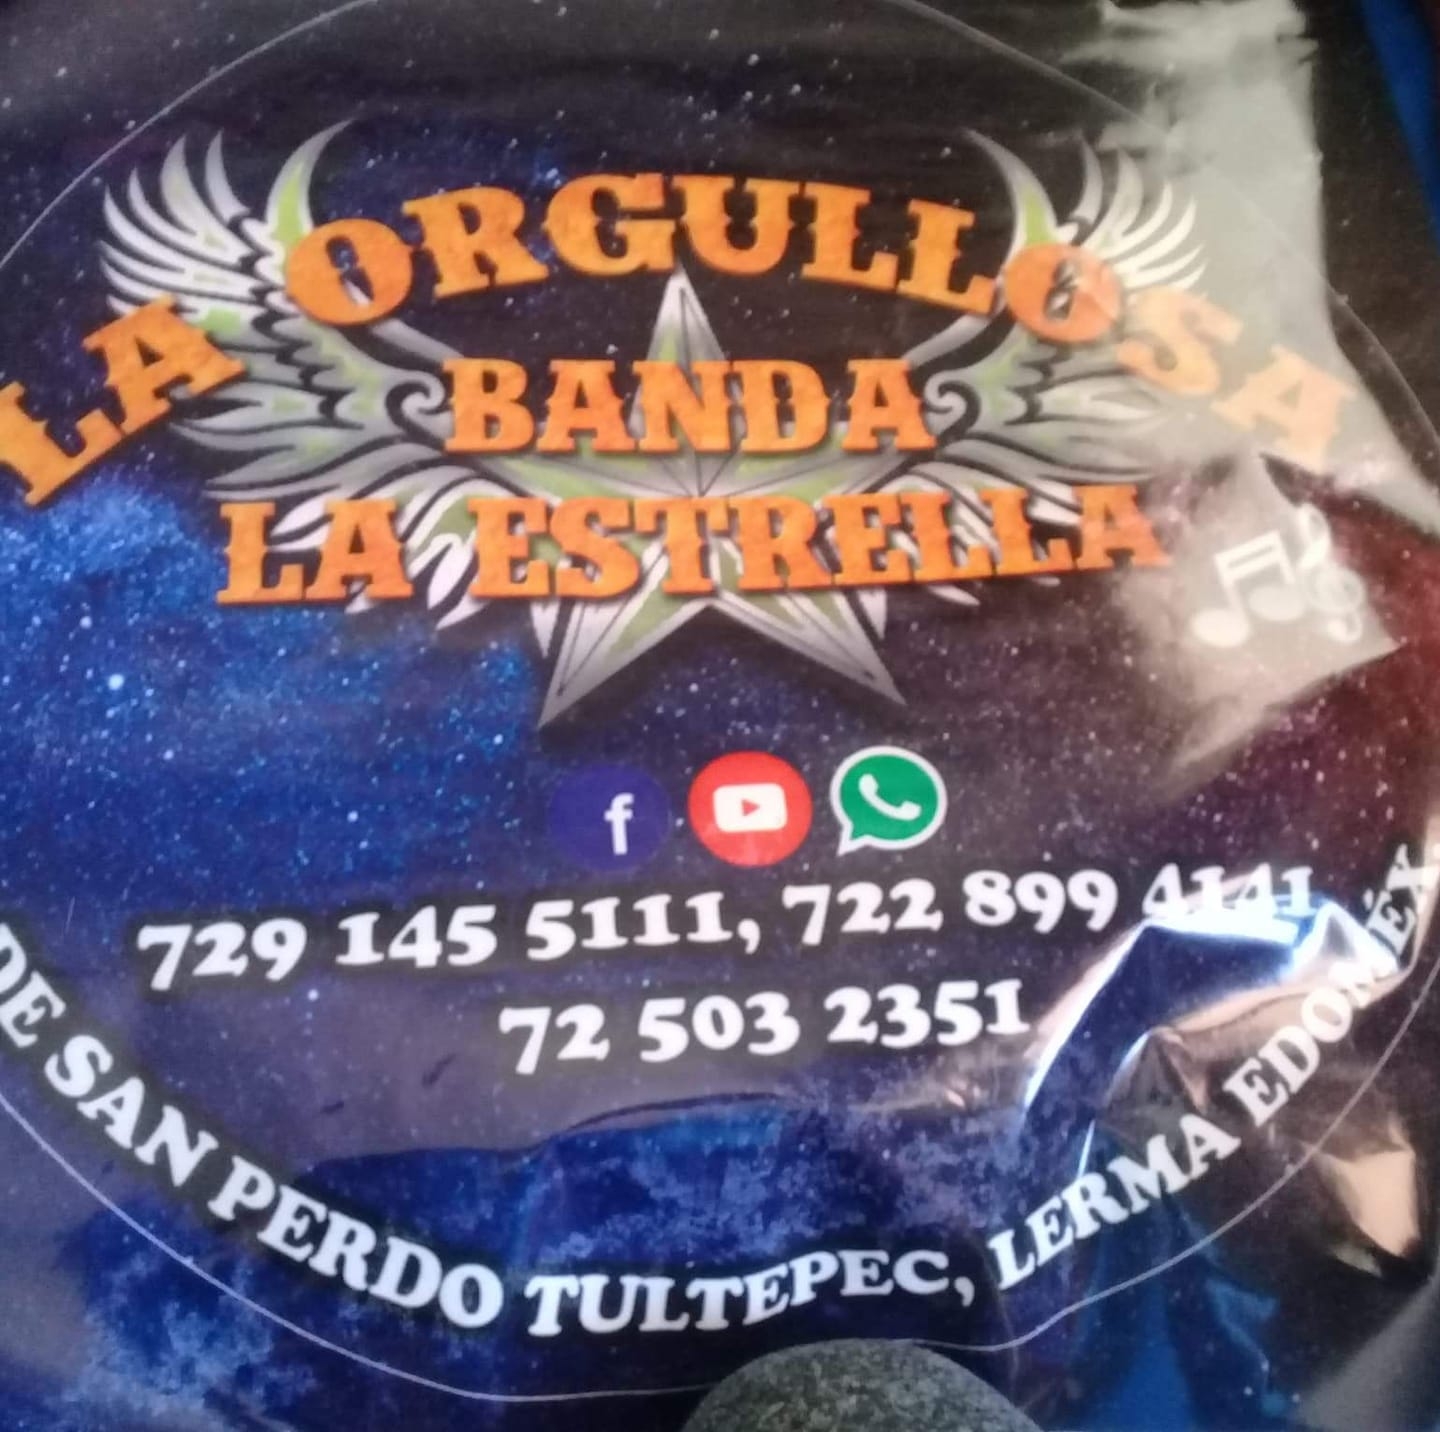 LA ORGULLOSA
BANDA
LA ESTRELLA
f
729 145 5111, 722 899 4141
72 503 2351
DE SAN PERDO TULTEPEC, LERMA EDOMÉX.